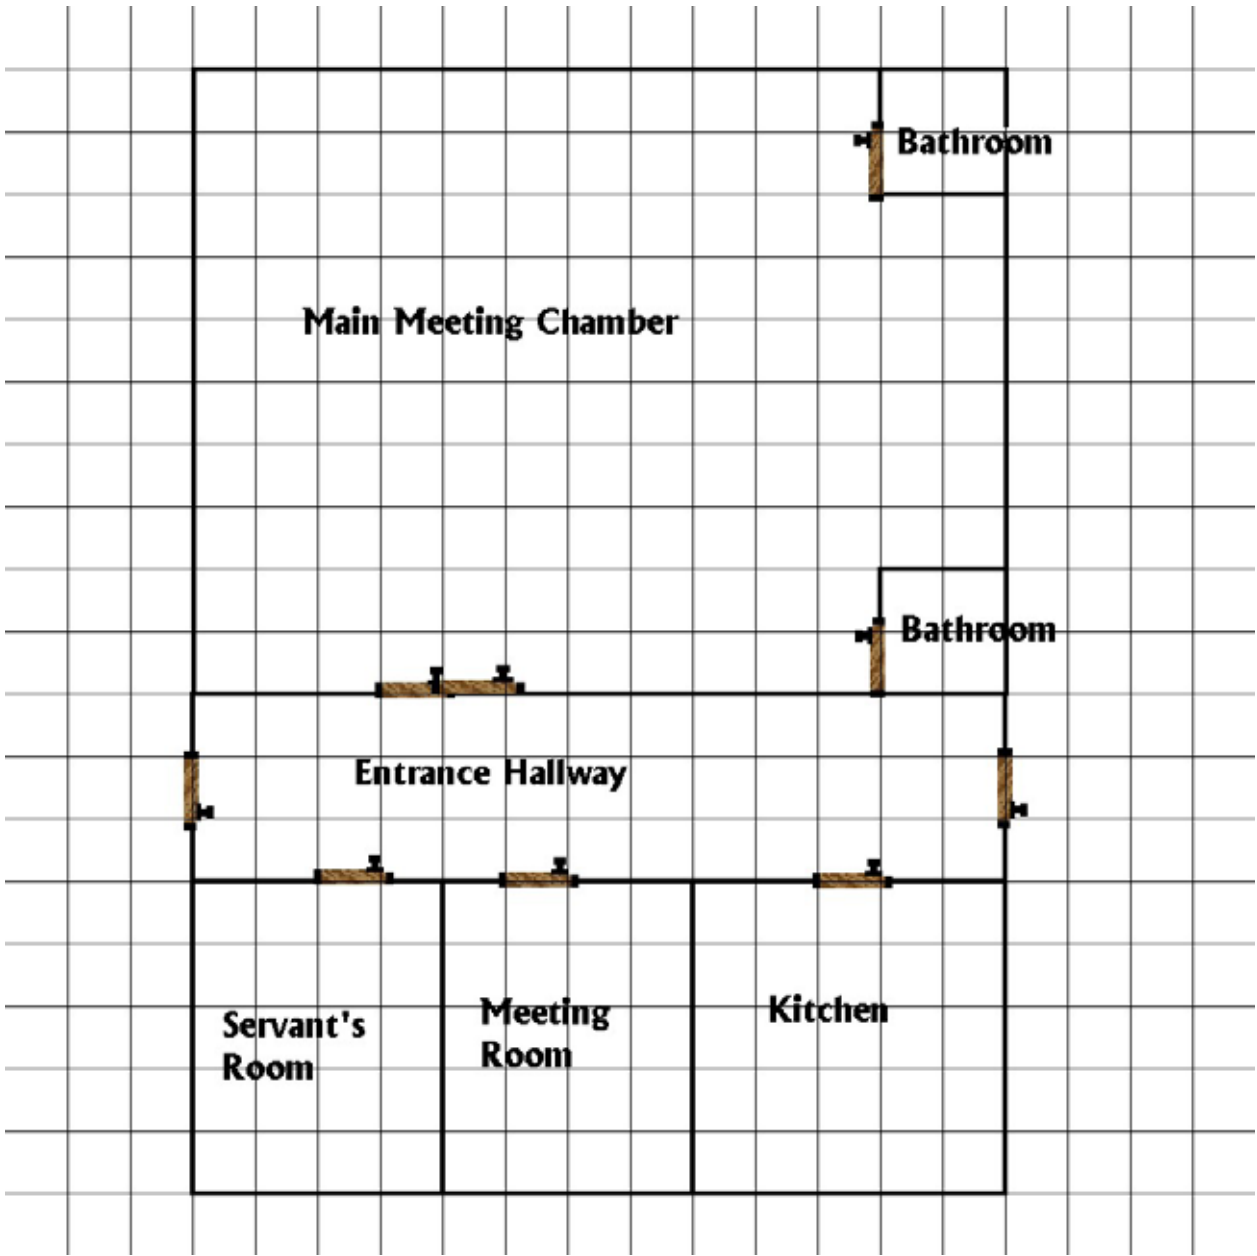 Bathroom
Main Meeting Chamber
Bathroom
Entrance Hallway
Servant's
Room
Meeting
Room
Kitchen